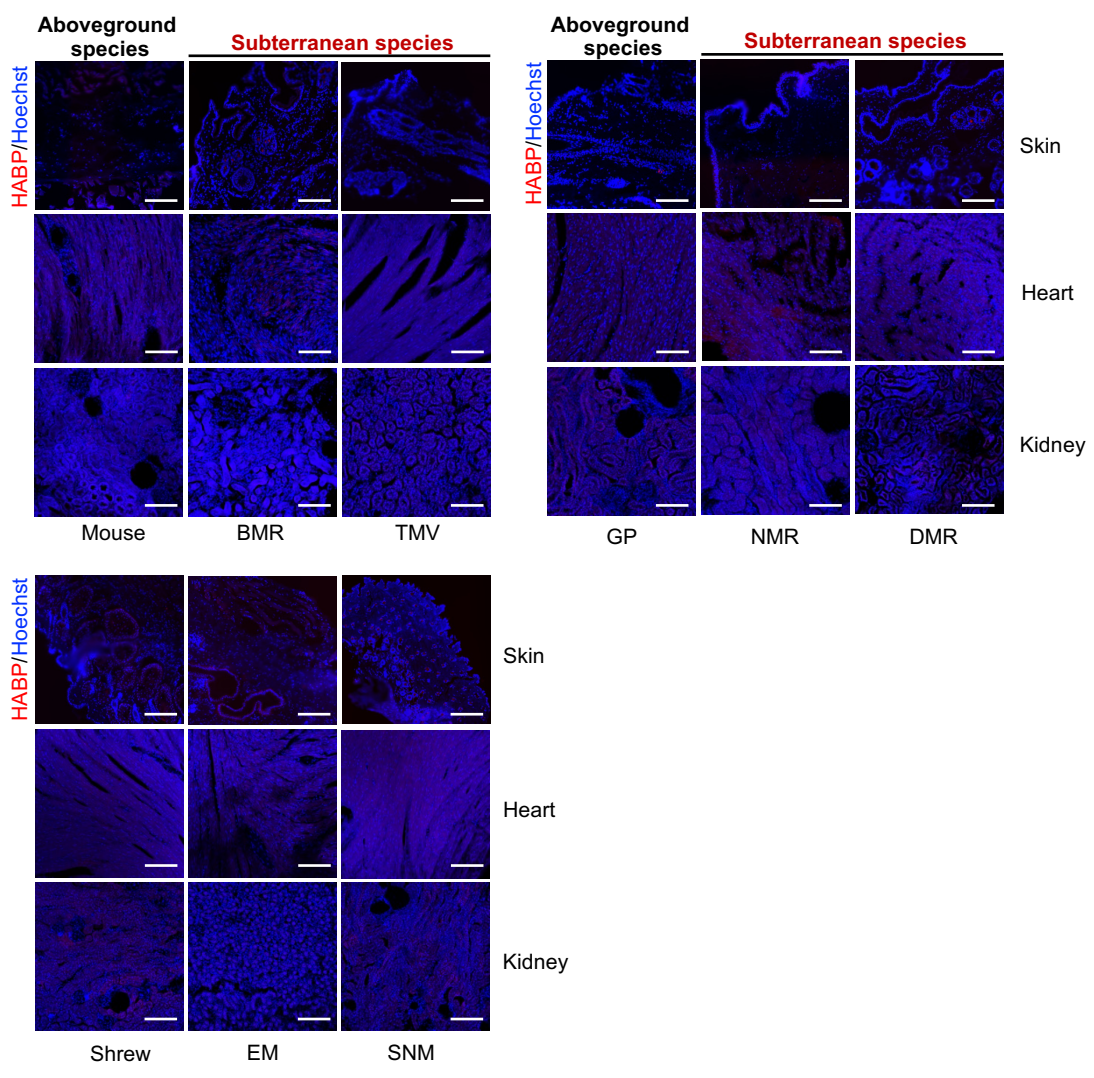 Aboveground
species
Subterranean species
HABP/Hoechst
Mouse
BMR
TMV
Aboveground
species
Subterranean species
HABP/Hoechst
Skin
Heart
Kidney
GP
NMR
DMR
HABP/Hoechst
Skin
Heart
Kidney
Shrew
EM
SNM